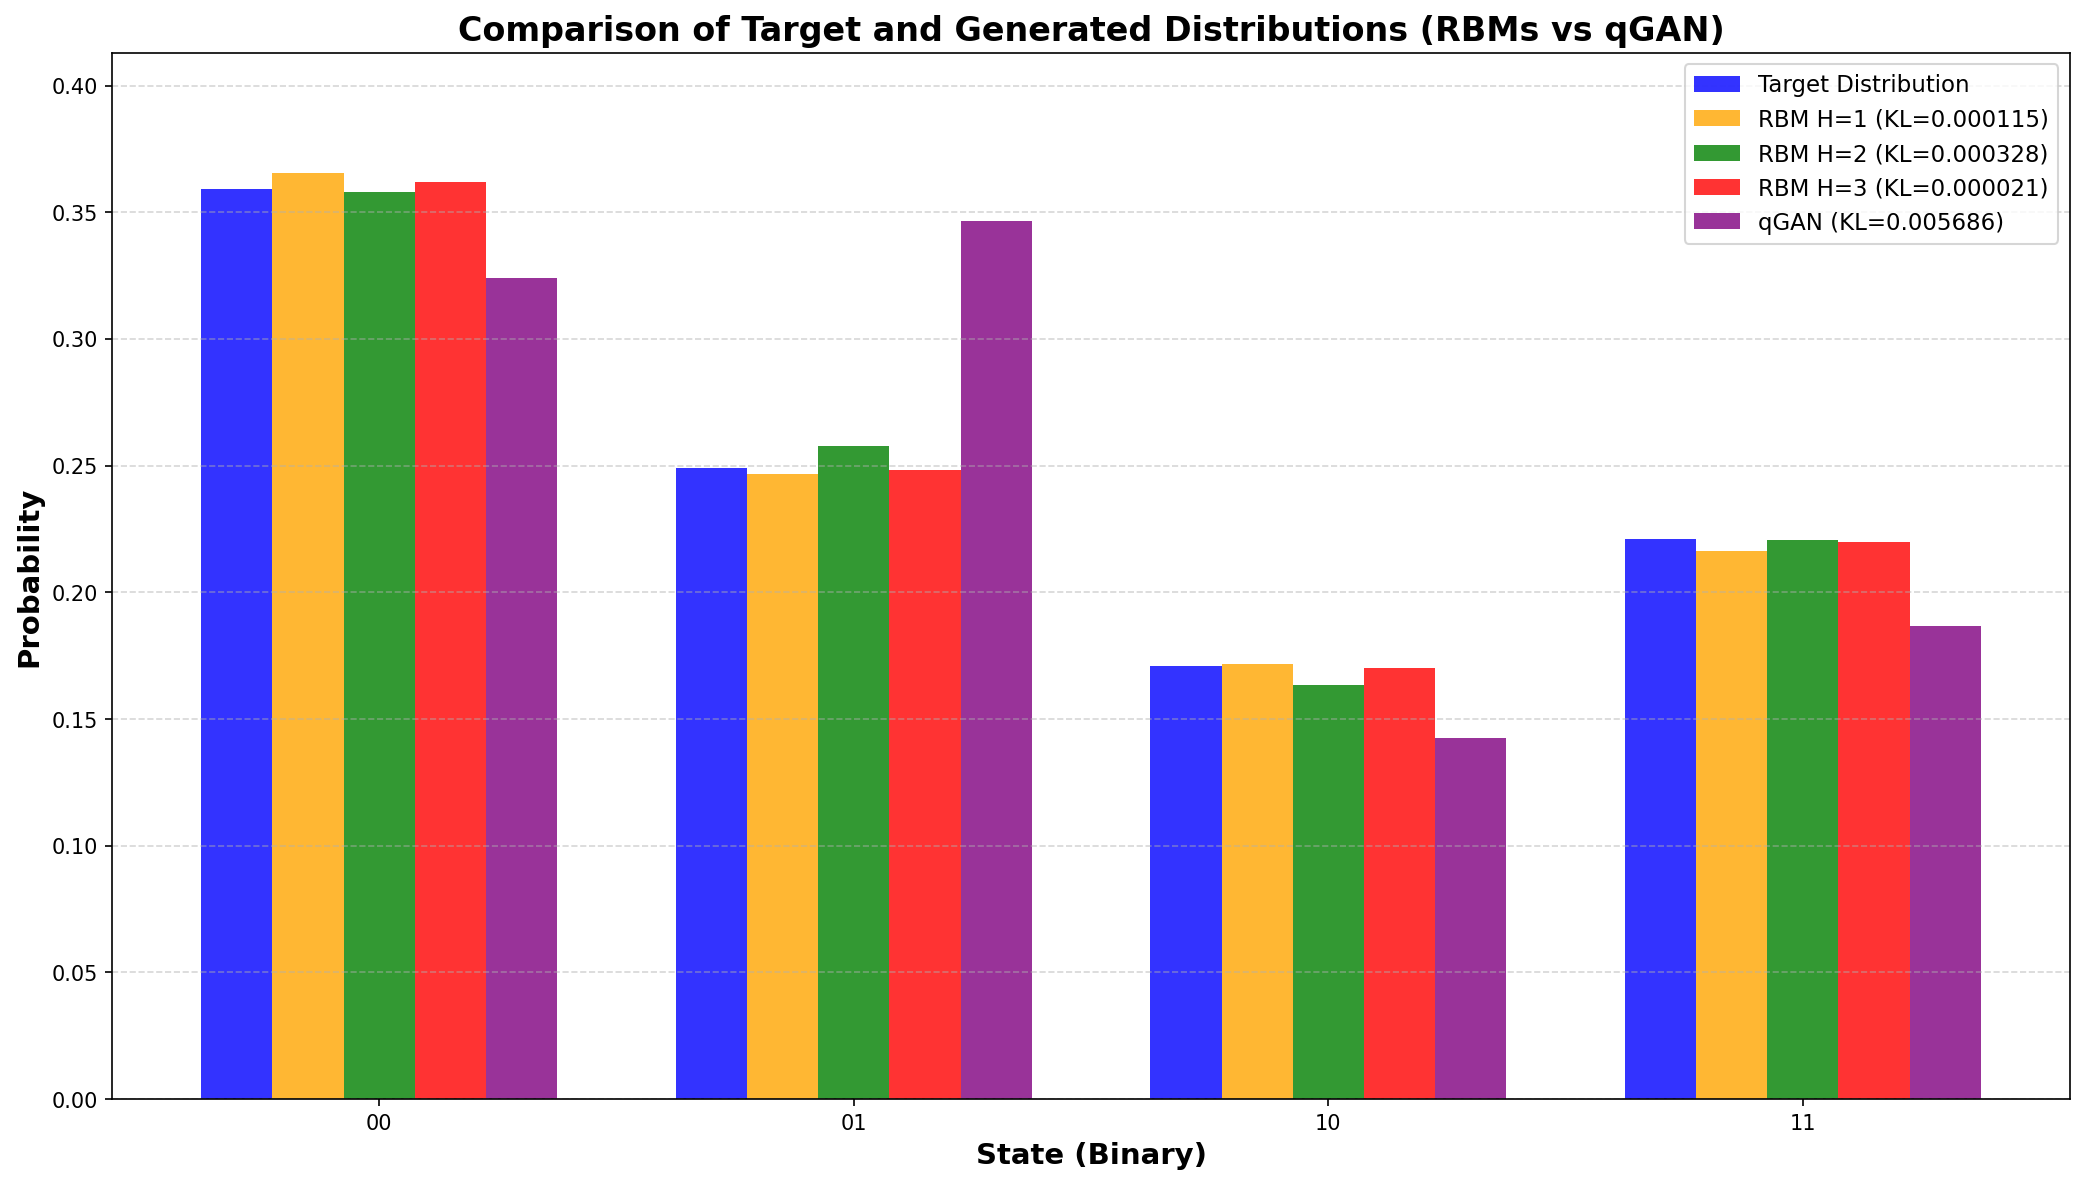 Comparison of Target and Generated Distributions (RBMs vs qGAN)
Target Distribution
RBM H=1 (KL=0.000115)
RBM H=2 (KL=0.000328)
RBM H=3 (KL=0.000021)
qGAN (KL=0.005686)
Probability
0.40
0.35
0.30
0.25
0.20
0.15
0.10
0.05
0.00
00 01 10 11
State (Binary)